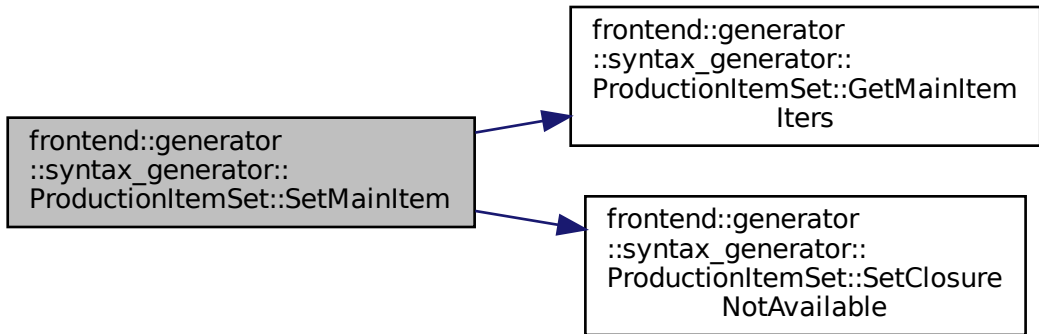 frontend::generator
::syntax_generator::
ProductionItemSet::SetMainItem
frontend::generator
::syntax_generator::
ProductionItemSet::GetMainItem
Iters
frontend::generator
::syntax_generator::
ProductionItemSet::SetClosure
NotAvailable